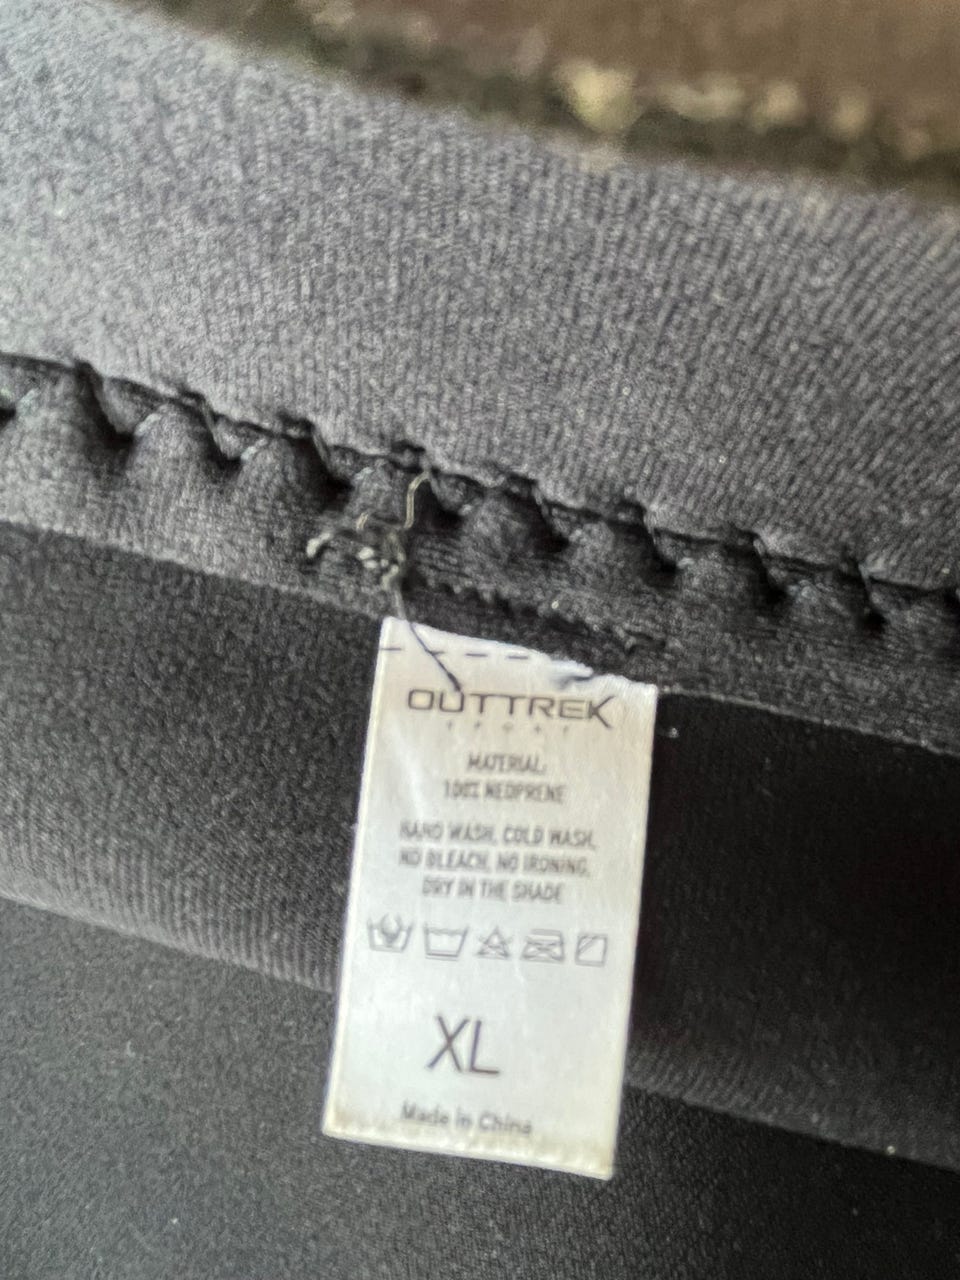 OUTTREK
SPORT
MATERIAL:
100% NEOPRENE
HAND WASH, COLD WASH,
NO BLEACH, NO IRONING,
DRY IN THE SHADE
XL
Made in China